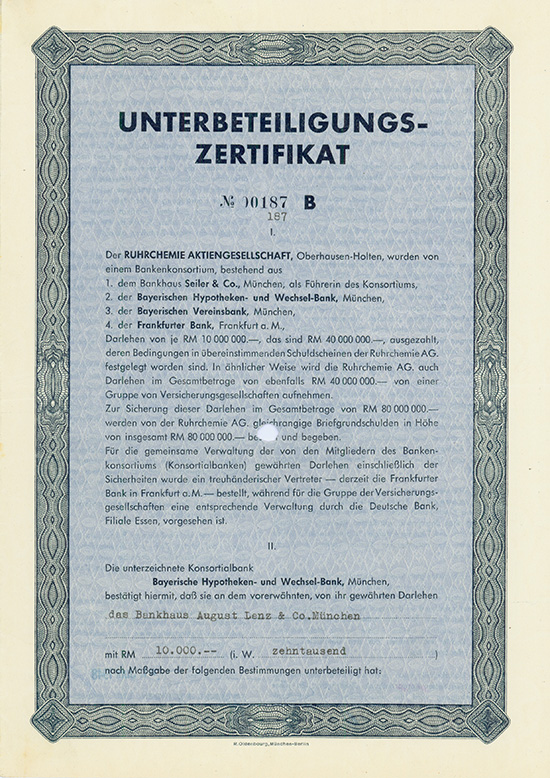 UNTERBETEILIGUNGS-
ZERTIFIKAT
№ 00187 B
187
I.
Der RUHRCHEMIE AKTIENGESELLSCHAFT, Oberhausen-Holten, wurden von
einem Bankenkonsortium, bestehend aus
1. dem Bankhaus Seiler & Co., München, als Führerin des Konsortiums,
2. der Bayerischen Hypotheken- und Wechsel-Bank, München,
3. der Bayerischen Vereinsbank, München,
4. der Frankfurter Bank, Frankfurt a. M.,
Darlehen von je RM 10 000 000.—, das sind RM 40 000 000.—, ausgezahlt,
deren Bedingungen in übereinstimmenden Schuldscheinen der Ruhrchemie AG.
festgelegt worden sind. In ähnlicher Weise wird die Ruhrchemie AG. auch
Darlehen im Gesamtbetrage von ebenfalls RM 40 000 000.— von einer
Gruppe von Versicherungsgesellschaften aufnehmen.
Zur Sicherung dieser Darlehen im Gesamtbetrage von RM 80 000 000.—
werden von der Ruhrchemie AG. gleichrangige Briefgrundschulden in Höhe
von insgesamt RM 80 000 000.— und begeben.
Für die gemeinsame Verwaltung der von den Mitgliedern des Banken-
konsortiums (Konsortialbanken) gewährten Darlehen einschließlich der
Sicherheiten wurde ein treuhänderischer Vertreter — derzeit die Frankfurter
Bank in Frankfurt a. M. — bestellt, während für die Gruppe der Versicherungs-
gesellschaften eine entsprechende Verwaltung durch die Deutsche Bank,
Filiale Essen, vorgesehen ist.
II.
Die unterzeichnete Konsortialbank
Bayerische Hypotheken- und Wechsel-Bank, München,
bestätigt hiermit, daß sie an dem vorerwähnten, von ihr gewährten Darlehen
das Bankhaus August Lenz & Co.München
mit RM 10.000.-- (i. W. zehntausend )
nach Maßgabe der folgenden Bestimmungen unterbeteiligt hat:
R. Oldenbourg, München-Berlin